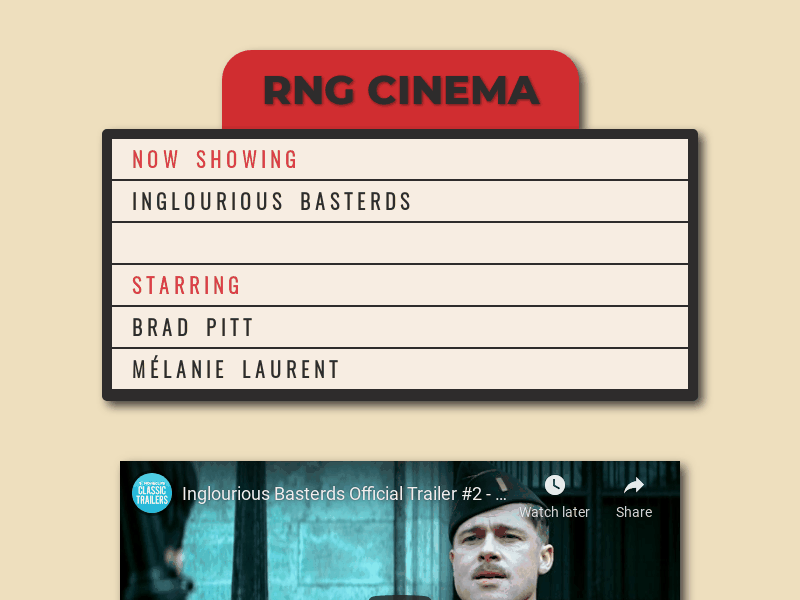 RNG CINEMA
NOW SHOWING
INGLOURIOUS BASTERDS
STARRING
BRAD PITT
MÉLANIE LAURENT
CLASSIC
TRAILERS
Inglourious Basterds Official Trailer #2 - ...
Watch later
Share